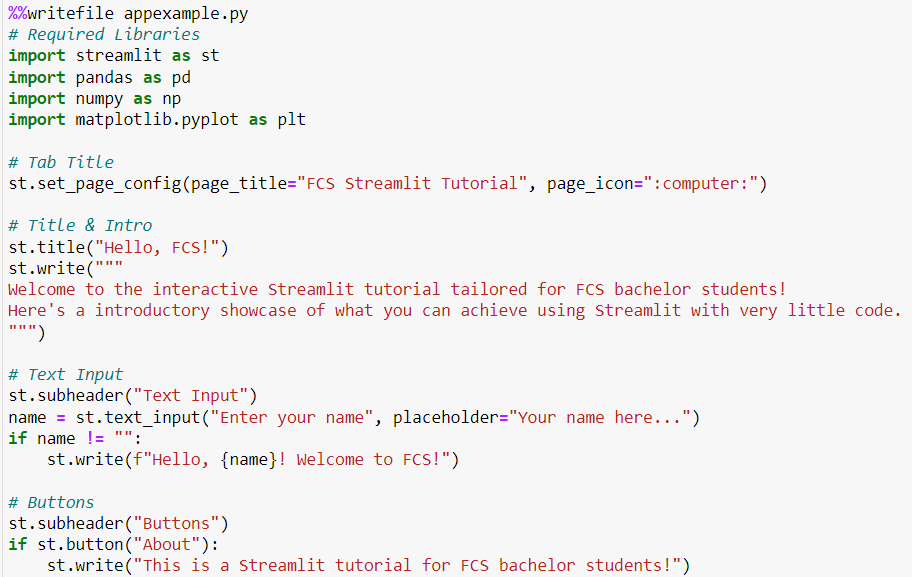 %%writefile appexample.py
# Required Libraries
import streamlit as st
import pandas as pd
import numpy as np
import matplotlib.pyplot as plt

# Tab Title
st.set_page_config(page_title="FCS Streamlit Tutorial", page_icon=":computer:")

# Title & Intro
st.title("Hello, FCS!")
st.write("""
Welcome to the interactive Streamlit tutorial tailored for FCS bachelor students!
Here's a introductory showcase of what you can achieve using Streamlit with very little code.
""")

# Text Input
st.subheader("Text Input")
name = st.text_input("Enter your name", placeholder="Your name here...")
if name != "":
    st.write(f"Hello, {name}! Welcome to FCS!")

# Buttons
st.subheader("Buttons")
if st.button("About"):
    st.write("This is a Streamlit tutorial for FCS bachelor students!")